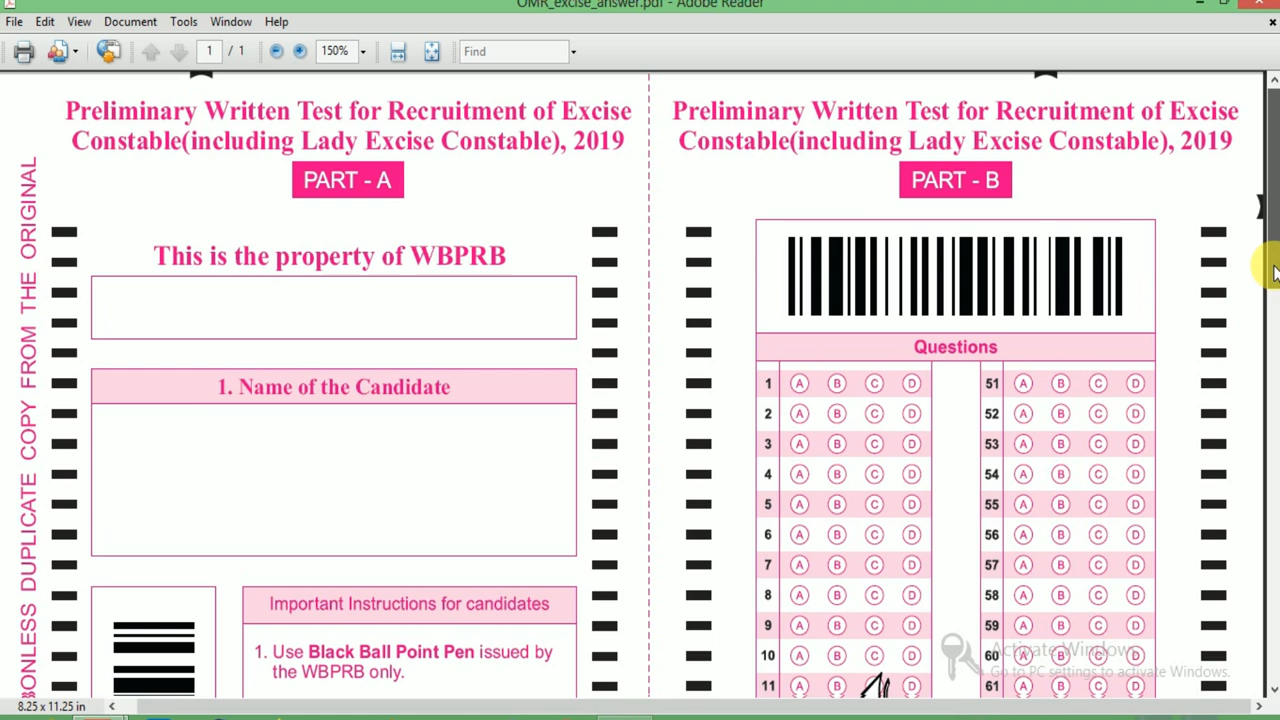 OMR_excise_answer.pdf - Adobe Reader
File Edit View Document Tools Window Help
1 / 1 150% Find
Preliminary Written Test for Recruitment of Excise
Constable(including Lady Excise Constable), 2019
PART - A
This is the property of WBPRB
1. Name of the Candidate
Important Instructions for candidates
1. Use Black Ball Point Pen issued by
the WBPRB only.
ONLESS DUPLICATE COPY FROM THE ORIGINAL
Preliminary Written Test for Recruitment of Excise
Constable(including Lady Excise Constable), 2019
PART - B
Questions
1 A B C D 51 A B C D
2 A B C D 52 A B C D
3 A B C D 53 A B C D
4 A B C D 54 A B C D
5 A B C D 55 A B C D
6 A B C D 56 A B C D
7 A B C D 57 A B C D
8 A B C D 58 A B C D
9 A B C D 59 A B C D
10 A B C D 60 A B C D
11 A B D 61 A B C D
Activate Windows
Go to PC settings to activate Windows.
8.25 x 11.25 in